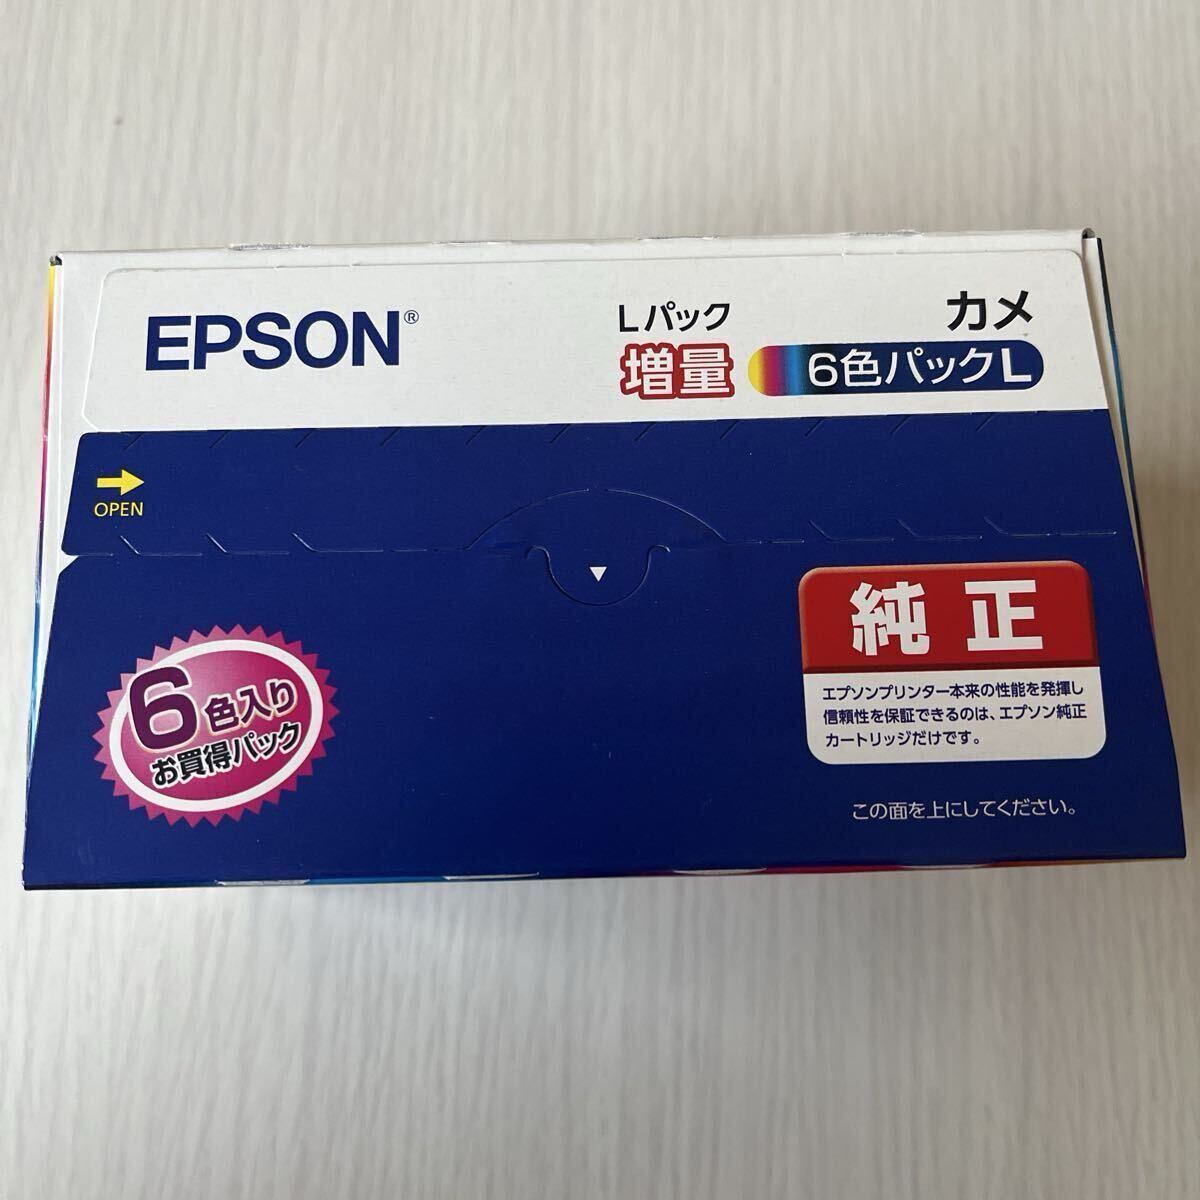 EPSON®
Lパック
増量
カメ
6色パックL
OPEN
純正
エプソンプリンター本来の性能を発揮し
信頼性を保証できるのは、エプソン純正
カートリッジだけです。
6色入り
お買得パック
この面を上にしてください。